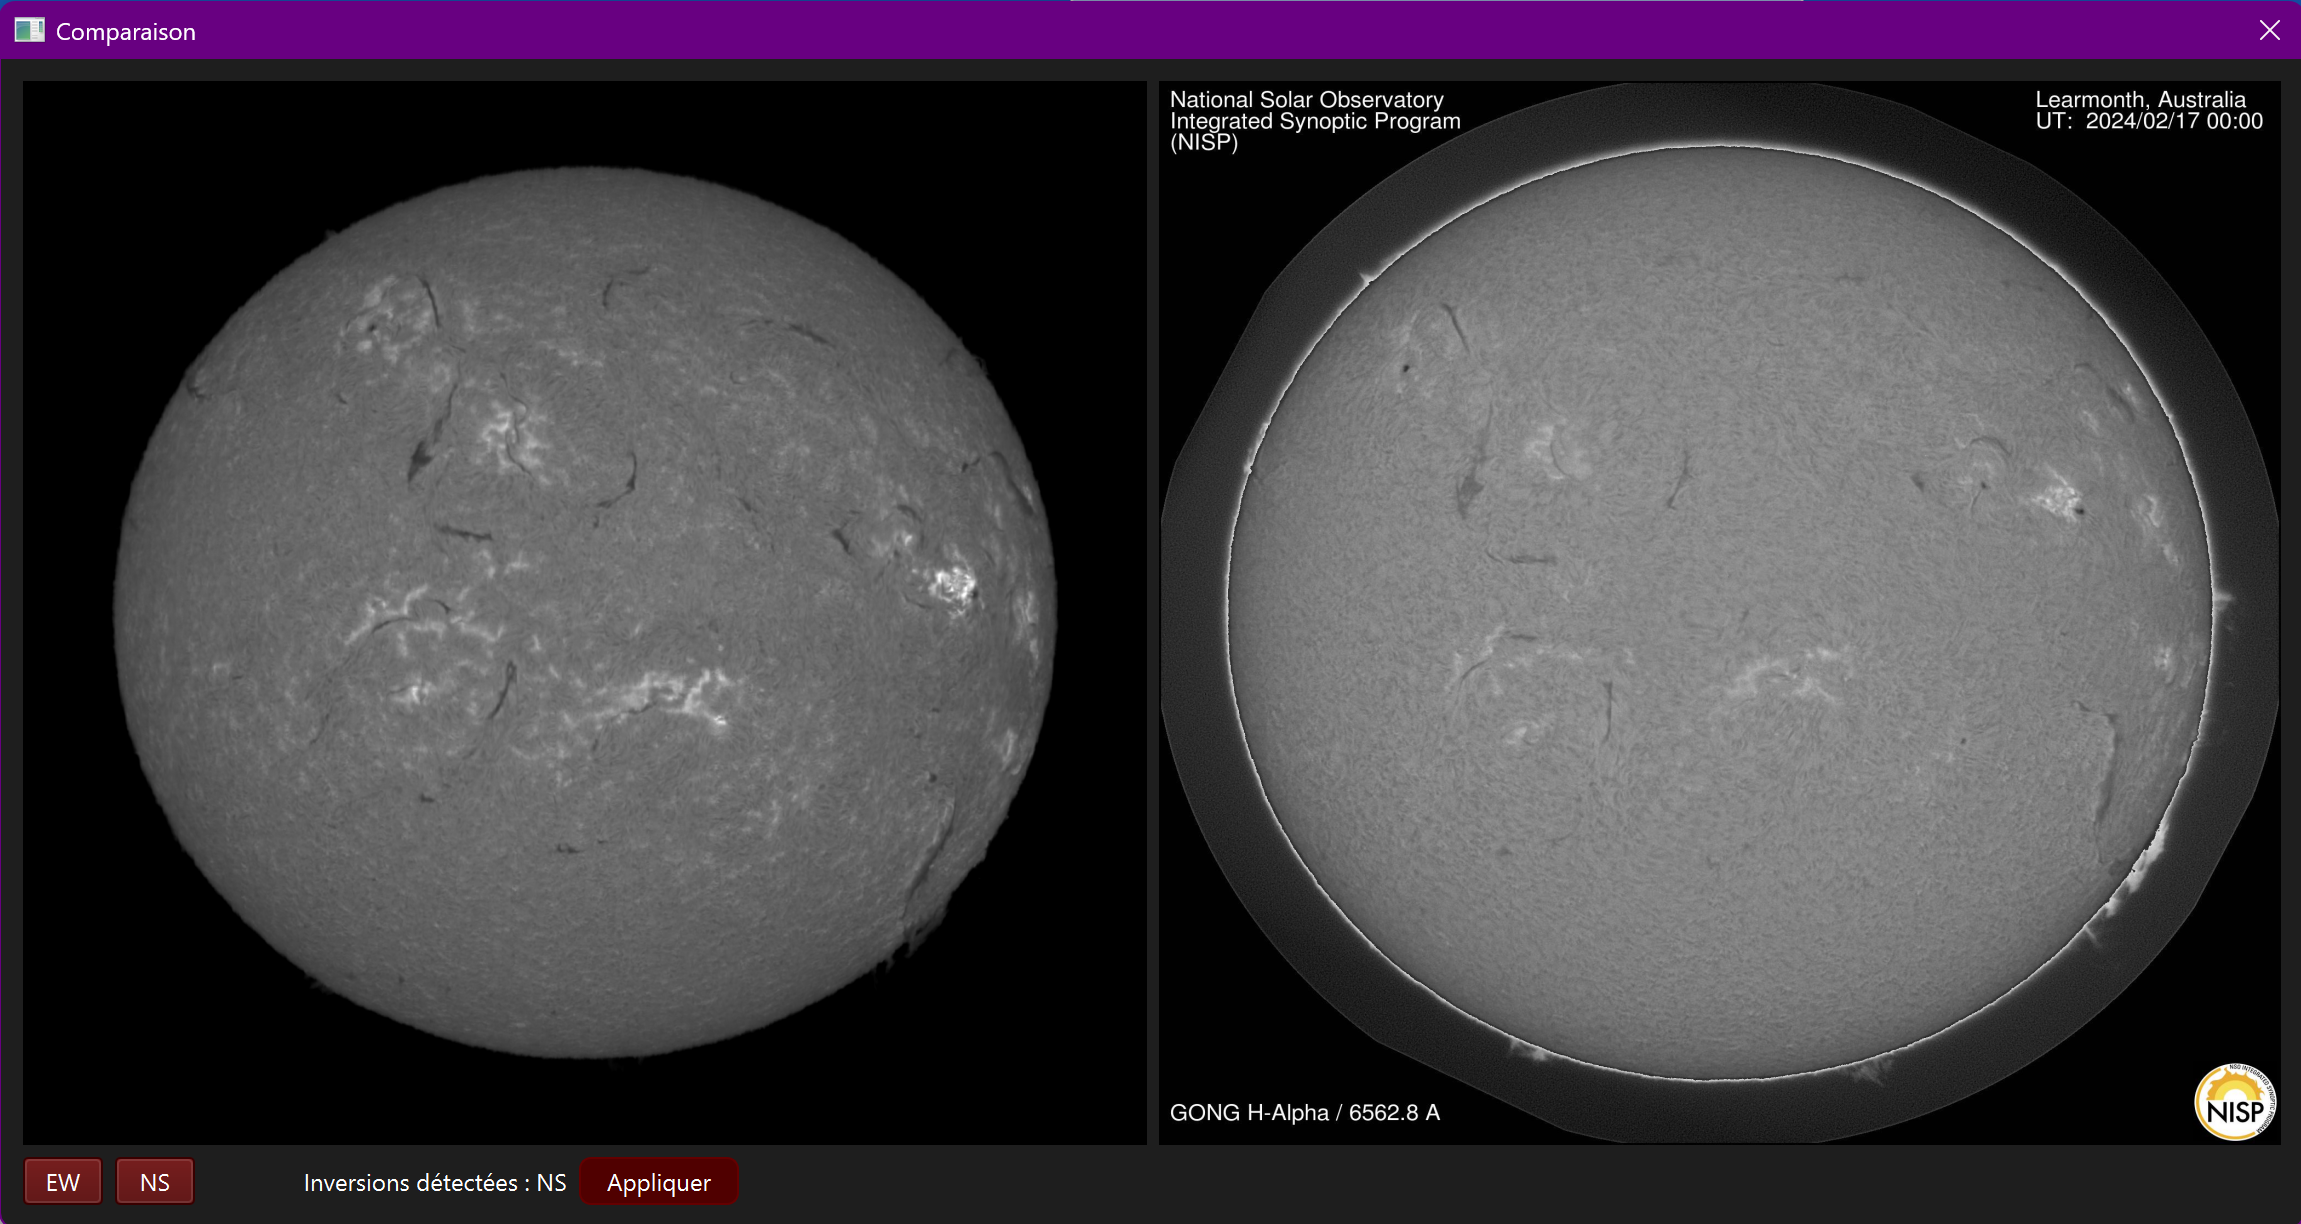 Comparaison
National Solar Observatory
Integrated Synoptic Program
(NISP)
Learmonth, Australia
UT: 2024/02/17 00:00
GONG H-Alpha / 6562.8 A
NISP
EW
NS
Inversions détectées : NS
Appliquer